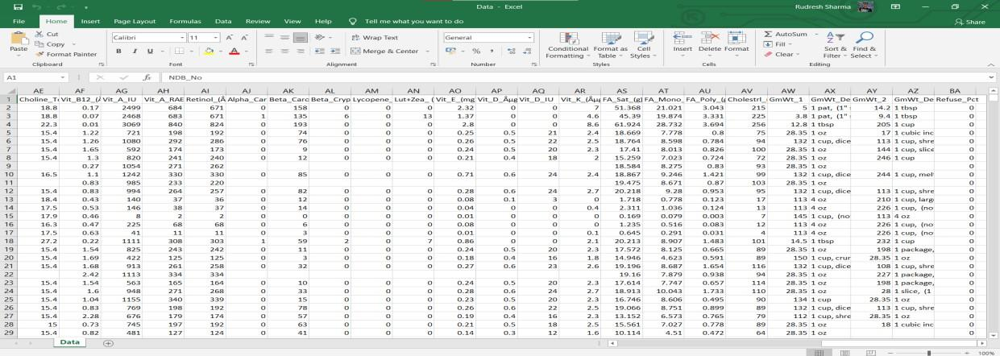 Data - Excel Rudresh Sharma
File Home Insert Page Layout Formulas Data Review View Help Tell me what you want to do Share
Paste Cut Copy Format Painter Clipboard
Calibri 11 A A B I U A Font
Wrap Text Merge & Center Alignment
General % , Number
Conditional Formatting Format as Table Cell Styles Styles
Insert Delete Format Cells
AutoSum Fill Clear Sort & Filter Find & Select Editing
A1 fx NDB_No
AE AF AG AH AI AJ AK AL AM AN AO AP AQ AR AS AT AU AV AW AX AY AZ BA
1 Choline_To Vit_B12_(Â Vit_A_IU Vit_A_RAE Retinol_(Â Alpha_Car Beta_Caro Beta_Cryp Lycopene_ Lut+Zea_ ( Vit_E_(mg Vit_D_Âµg Vit_D_IU Vit_K_(Âµg FA_Sat_(g) FA_Mono_ FA_Poly_(g Cholestrl_ GmWt_1 GmWt_De GmWt_2 GmWt_De Refuse_Pct
2 18.8 0.17 2499 684 671 0 158 0 0 0 2.32 0 0 7 51.368 21.021 3.043 215 5 1 pat, (1" 14.2 1 tbsp 0
3 18.8 0.07 2468 683 671 1 135 6 0 13 1.37 0 0 4.6 45.39 19.874 3.331 225 3.8 1 pat, (1" 9.4 1 tbsp 0
4 22.3 0.01 3069 840 824 0 193 0 0 0 2.8 0 0 8.6 61.924 28.732 3.694 256 12.8 1 tbsp 205 1 cup 0
5 15.4 1.22 721 198 192 0 74 0 0 0 0.25 0.5 21 2.4 18.669 7.778 0.8 75 28.35 1 oz 17 1 cubic inc 0
6 15.4 1.26 1080 292 286 0 76 0 0 0 0.26 0.5 22 2.5 18.764 8.598 0.784 94 132 1 cup, dice 113 1 cup, shre 0
7 15.4 1.65 592 174 173 0 9 0 0 0 0.24 0.5 20 2.3 17.41 8.013 0.826 100 28.35 1 oz 144 1 cup, slice 0
8 15.4 1.3 820 241 240 0 12 0 0 0 0.21 0.4 18 2 15.259 7.023 0.724 72 28.35 1 oz 246 1 cup 0
9 0.27 1054 271 262 18.584 8.275 0.83 93 28.35 1 oz 0
10 16.5 1.1 1242 330 330 0 85 0 0 0 0.71 0.6 24 2.4 18.867 9.246 1.421 99 132 1 cup, dice 244 1 cup, mel 0
11 0.83 985 233 220 19.475 8.671 0.87 103 28.35 1 oz 0
12 15.4 0.83 994 264 257 0 82 0 0 0 0.28 0.6 24 2.7 20.218 9.28 0.953 95 132 1 cup, dice 113 1 cup, shre 0
13 18.4 0.43 140 37 36 0 12 0 0 0 0.08 0.1 3 0 1.718 0.778 0.123 17 113 4 oz 210 1 cup, larg 0
14 17.5 0.53 146 38 37 0 14 0 0 0 0.04 0 0 0.4 2.311 1.036 0.124 13 113 4 oz 226 1 cup, (no 0
15 17.9 0.46 8 2 2 0 0 0 0 0 0.01 0 0 0 0.169 0.079 0.003 7 145 1 cup, (no 113 4 oz 0
16 16.3 0.47 225 68 68 0 6 0 0 0 0.08 0 0 0 1.235 0.516 0.083 12 113 4 oz 226 1 cup, (no 0
17 17.5 0.63 41 11 11 0 3 0 0 0 0.01 0 0 0.1 0.645 0.291 0.031 4 113 4 oz 226 1 cup, (no 0
18 27.2 0.22 1111 308 303 1 59 2 0 7 0.86 0 0 2.1 20.213 8.907 1.483 101 14.5 1 tbsp 232 1 cup 0
19 15.4 1.54 825 243 242 0 11 0 0 0 0.24 0.5 20 2.3 17.572 8.125 0.665 89 28.35 1 oz 198 1 package, 0
20 15.4 1.69 422 125 125 0 3 0 0 0 0.18 0.4 16 1.8 14.946 4.623 0.591 89 150 1 cup, crur 28.35 1 oz 0
21 15.4 1.68 913 261 258 0 32 0 0 0 0.27 0.6 23 2.6 19.196 8.687 1.654 116 132 1 cup, dice 108 1 cup, shre 0
22 2.42 1113 334 334 0 0 19.16 7.879 0.938 94 28.35 1 oz 227 1 package, 0
23 15.4 1.54 563 165 164 0 10 0 0 0 0.24 0.5 20 2.3 17.614 7.747 0.657 114 28.35 1 oz 198 1 package, 0
24 15.4 1.6 948 271 268 0 33 0 0 0 0.28 0.6 24 2.7 18.913 10.043 1.733 110 28.35 1 oz 28 1 slice, (1 0
25 15.4 1.04 1155 340 339 0 15 0 0 0 0.23 0.5 20 2.3 16.746 8.606 0.495 90 134 1 cup 28.35 1 oz 0
26 15.4 0.83 769 198 192 0 78 0 0 0 0.26 0.6 22 2.5 19.066 8.751 0.899 89 132 1 cup, dice 113 1 cup, shre 0
27 15.4 2.28 676 179 174 0 57 0 0 0 0.19 0.4 16 2.3 13.152 6.573 0.765 79 112 1 cup, shre 28.35 1 oz 0
28 15 0.73 745 197 192 0 63 0 0 0 0.21 0.5 18 2.5 15.561 7.027 0.778 89 28.35 1 oz 18 1 cubic inc 0
29 15.4 0.82 481 127 124 0 41 0 0 0 0.14 0.3 12 1.6 10.114 4.51 0.472 64 28.35 1 oz 0
Data
100%